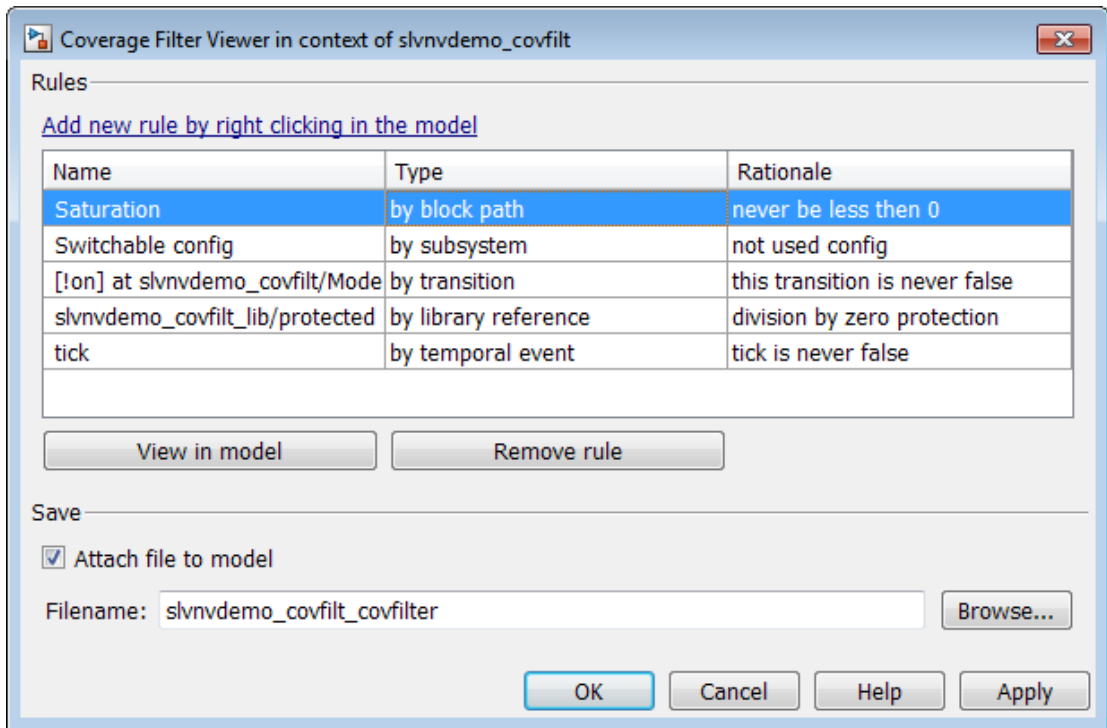 Coverage Filter Viewer in context of slvnvdemo_covfilt
Rules
Add new rule by right clicking in the model
Name Type Rationale
Saturation by block path never be less then 0
Switchable config by subsystem not used config
[!on] at slvnvdemo_covfilt/Mode by transition this transition is never false
slvnvdemo_covfilt_lib/protected by library reference division by zero protection
tick by temporal event tick is never false
View in model Remove rule
Save
Attach file to model
Filename: slvnvdemo_covfilt_covfilter Browse...
OK Cancel Help Apply